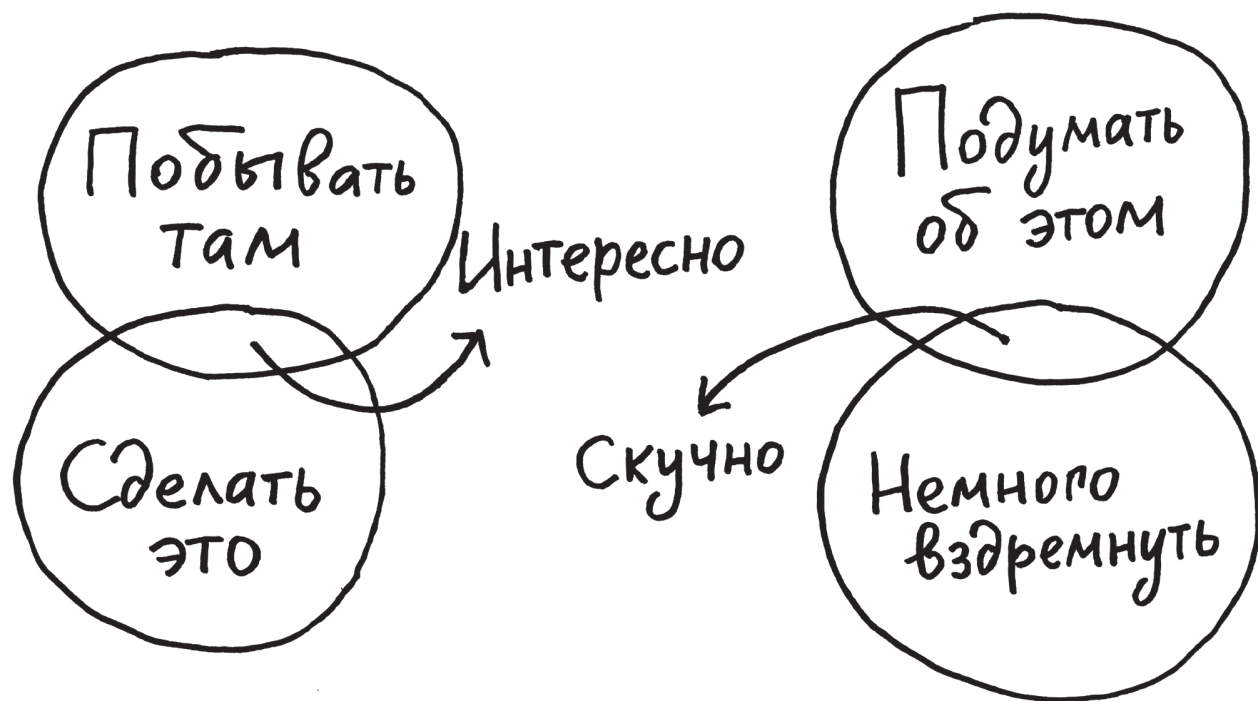 Побывать
там
Интересно
Сделать
это
Подумать
об этом
Скучно
Немного
вздремнуть